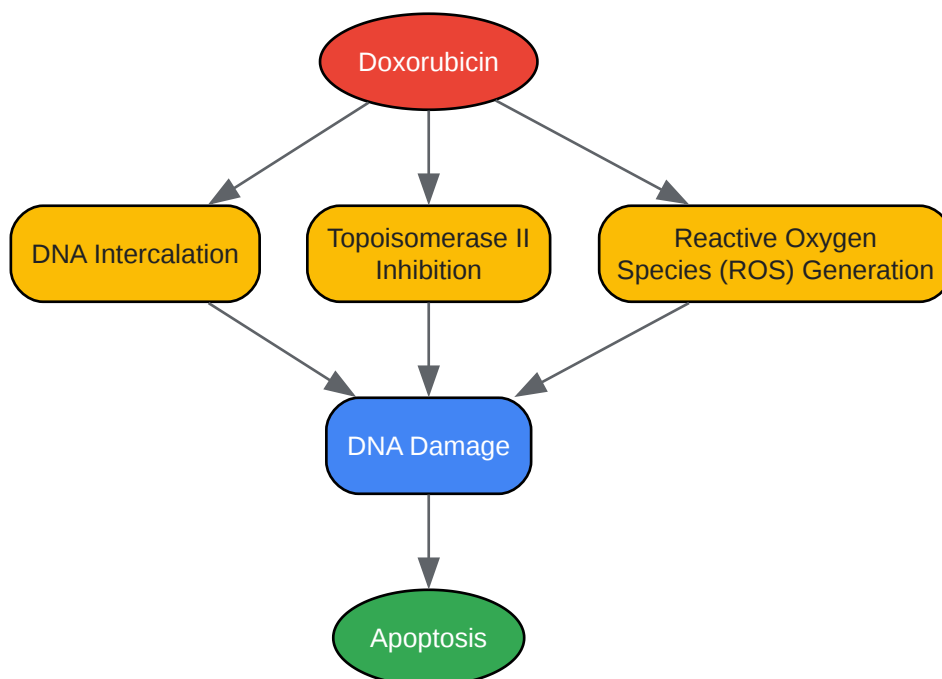 Doxorubicin
DNA Intercalation
Topoisomerase II
Inhibition
Reactive Oxygen
Species (ROS) Generation
DNA Damage
Apoptosis